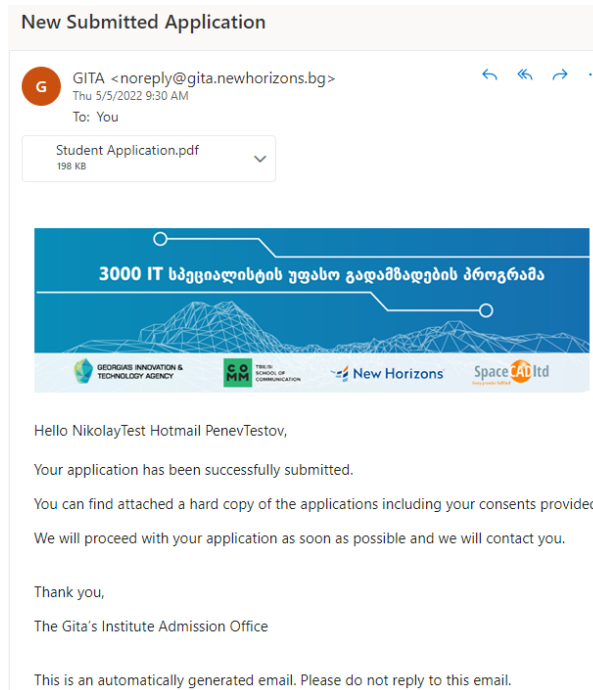 New Submitted Application
G
GITA <noreply@gita.newhorizons.bg>
Thu 5/5/2022 9:30 AM
To: You
Student Application.pdf
198 KB
3000 IT სპეციალისტის უფასო გადამზადების პროგრამა
GEORGIA'S INNOVATION &
TECHNOLOGY AGENCY
CO
MM
TBILISI
SCHOOL OF
COMMUNICATION
New Horizons
Space CAD ltd
Hello NikolayTest Hotmail PenevTestov,
Your application has been successfully submitted.
You can find attached a hard copy of the applications including your consents provided
We will proceed with your application as soon as possible and we will contact you.
Thank you,
The Gita's Institute Admission Office
This is an automatically generated email. Please do not reply to this email.